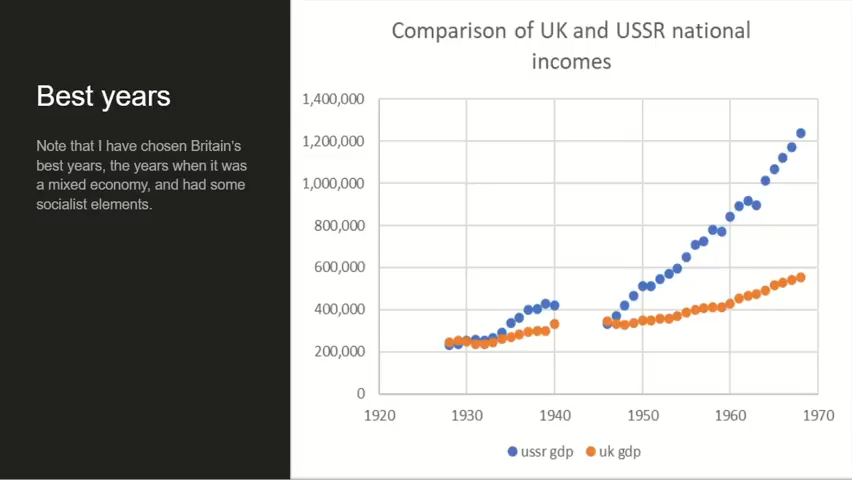 Best years
Note that I have chosen Britain's
best years, the years when it was
a mixed economy, and had some
socialist elements.
Comparison of UK and USSR national
incomes
1,400,000
1,200,000
1,000,000
800,000
600,000
400,000
200,000
0
1920 1930 1940 1950 1960 1970
ussr gdp uk gdp